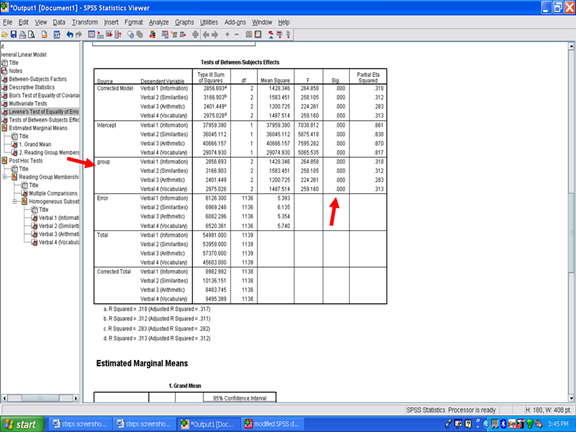 *Output1 [Document1] - SPSS Statistics Viewer
File Edit View Data Transform Insert Format Analyze Graphs Utilities Add-ons Window Help
General Linear Model
Title
Notes
Between-Subjects Factors
Descriptive Statistics
Box's Test of Equality of Covarian
Multivariate Tests
Levene's Test of Equality of Error
Tests of Between-Subjects Effec
Estimated Marginal Means
Title
1. Grand Mean
2. Reading Group Membersh
Post Hoc Tests
Title
Reading Group Membership
Title
Multiple Comparisons
Homogeneous Subset
Title
Verbal 1 (Informati
Verbal 2 (Similariti
Verbal 3 (Arithmeti
Verbal 4 (Vocabula
Tests of Between-Subjects Effects
Source Dependent Variable Type III Sum of Squares df Mean Square F Sig Partial Eta Squared
Corrected Model Verbal 1 (Information) 2856.693a 2 1428.346 264.858 .000 .318
Verbal 2 (Similarities) 3166.903b 2 1583.451 258.105 .000 .312
Verbal 3 (Arithmetic) 2401.449c 2 1200.725 224.261 .000 .283
Verbal 4 (Vocabulary) 2975.028d 2 1487.514 259.160 .000 .313
Intercept Verbal 1 (Information) 37959.390 1 37959.390 7038.812 .000 .861
Verbal 2 (Similarities) 36045.112 1 36045.112 5875.418 .000 .838
Verbal 3 (Arithmetic) 40666.157 1 40666.157 7595.282 .000 .870
Verbal 4 (Vocabulary) 29074.930 1 29074.930 5065.535 .000 .817
group Verbal 1 (Information) 2856.693 2 1428.346 264.858 .000 .318
Verbal 2 (Similarities) 3166.903 2 1583.451 258.105 .000 .312
Verbal 3 (Arithmetic) 2401.449 2 1200.725 224.261 .000 .283
Verbal 4 (Vocabulary) 2975.028 2 1487.514 259.160 .000 .313
Error Verbal 1 (Information) 6126.300 1136 5.393
Verbal 2 (Similarities) 6969.248 1136 6.135
Verbal 3 (Arithmetic) 6082.296 1136 5.354
Verbal 4 (Vocabulary) 6520.361 1136 5.740
Total Verbal 1 (Information) 54991.000 1139
Verbal 2 (Similarities) 53959.000 1139
Verbal 3 (Arithmetic) 57370.000 1139
Verbal 4 (Vocabulary) 45603.000 1139
Corrected Total Verbal 1 (Information) 8982.992 1138
Verbal 2 (Similarities) 10136.151 1138
Verbal 3 (Arithmetic) 8483.745 1138
Verbal 4 (Vocabulary) 9495.389 1138
a. R Squared = .318 (Adjusted R Squared = .317)
b. R Squared = .312 (Adjusted R Squared = .311)
c. R Squared = .283 (Adjusted R Squared = .282)
d. R Squared = .313 (Adjusted R Squared = .312)
Estimated Marginal Means
1. Grand Mean
95% Confidence Interval
SPSS Statistics Processor is ready H: 180, W: 408 pt.
start steps screensho... steps screensho... *Output1 [Doc... modified SPSS d... 3:45 PM